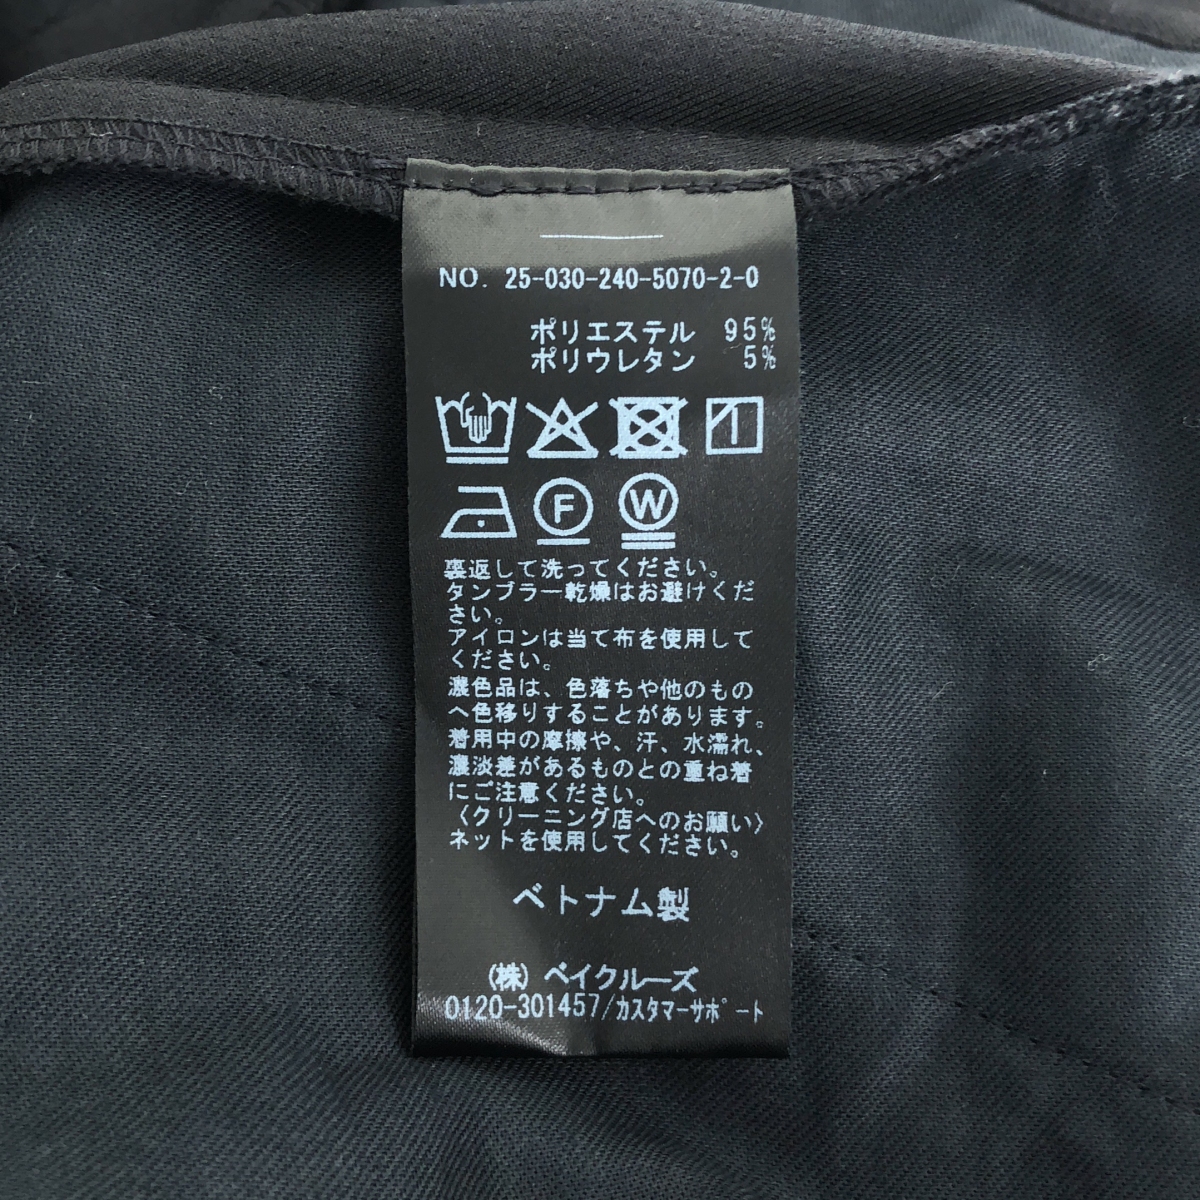 NO. 25-030-240-5070-2-0
ポリエステル 95%
ポリウレタン 5%
F W
裏返して洗ってください。
タンブラー乾燥はお避けくだ
さい。
アイロンは当て布を使用して
ください。
濃色品は、色落ちや他のもの
へ色移りすることがあります。
着用中の摩擦や、汗、水濡れ、
濃淡差があるものとの重ね着
にご注意ください。
〈クリーニング店へのお願い〉
ネットを使用してください。
ベトナム製
(株) ベイクルーズ
0120-301457/カスタマーサポート